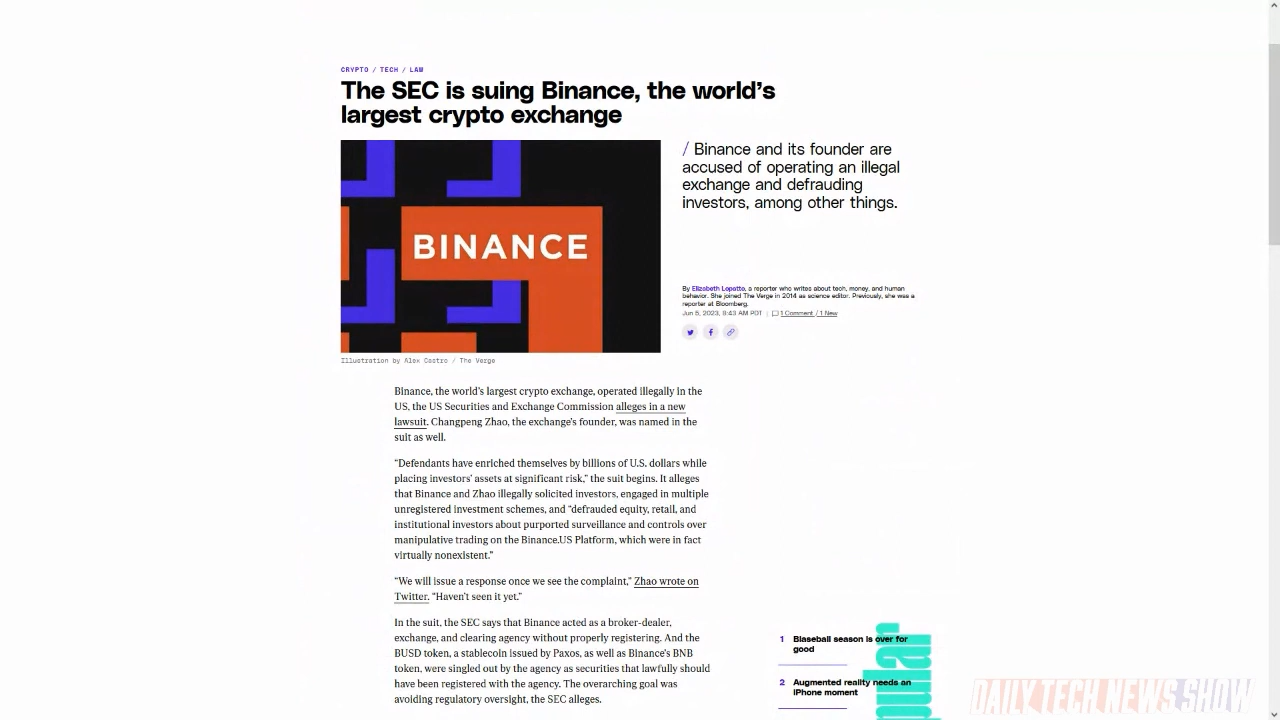 CRYPTO / TECH / LAW
The SEC is suing Binance, the world's
largest crypto exchange
BINANCE
/ Binance and its founder are
accused of operating an illegal
exchange and defrauding
investors, among other things.
By Elizabeth Lopatto, a reporter who writes about tech, money, and human
behavior. She joined The Verge in 2014 as science editor. Previously, she was a
reporter at Bloomberg.
Jun 5, 2023, 8:43 AM PDT | 1 Comment / 1 New
Illustration by Alex Castro / The Verge
Binance, the world's largest crypto exchange, operated illegally in the
US, the US Securities and Exchange Commission alleges in a new
lawsuit. Changpeng Zhao, the exchange's founder, was named in the
suit as well.
“Defendants have enriched themselves by billions of U.S. dollars while
placing investors' assets at significant risk,” the suit begins. It alleges
that Binance and Zhao illegally solicited investors, engaged in multiple
unregistered investment schemes, and “defrauded equity, retail, and
institutional investors about purported surveillance and controls over
manipulative trading on the Binance.US Platform, which were in fact
virtually nonexistent.”
“We will issue a response once we see the complaint,” Zhao wrote on
Twitter. “Haven't seen it yet.”
In the suit, the SEC says that Binance acted as a broker-dealer,
exchange, and clearing agency without properly registering. And the
BUSD token, a stablecoin issued by Paxos, as well as Binance's BNB
token, were singled out by the agency as securities that lawfully should
have been registered with the agency. The overarching goal was
avoiding regulatory oversight, the SEC alleges.
1 Blaseball season is over for
good
2 Augmented reality needs an
iPhone moment
pular
DAILY TECH NEWS SHOW